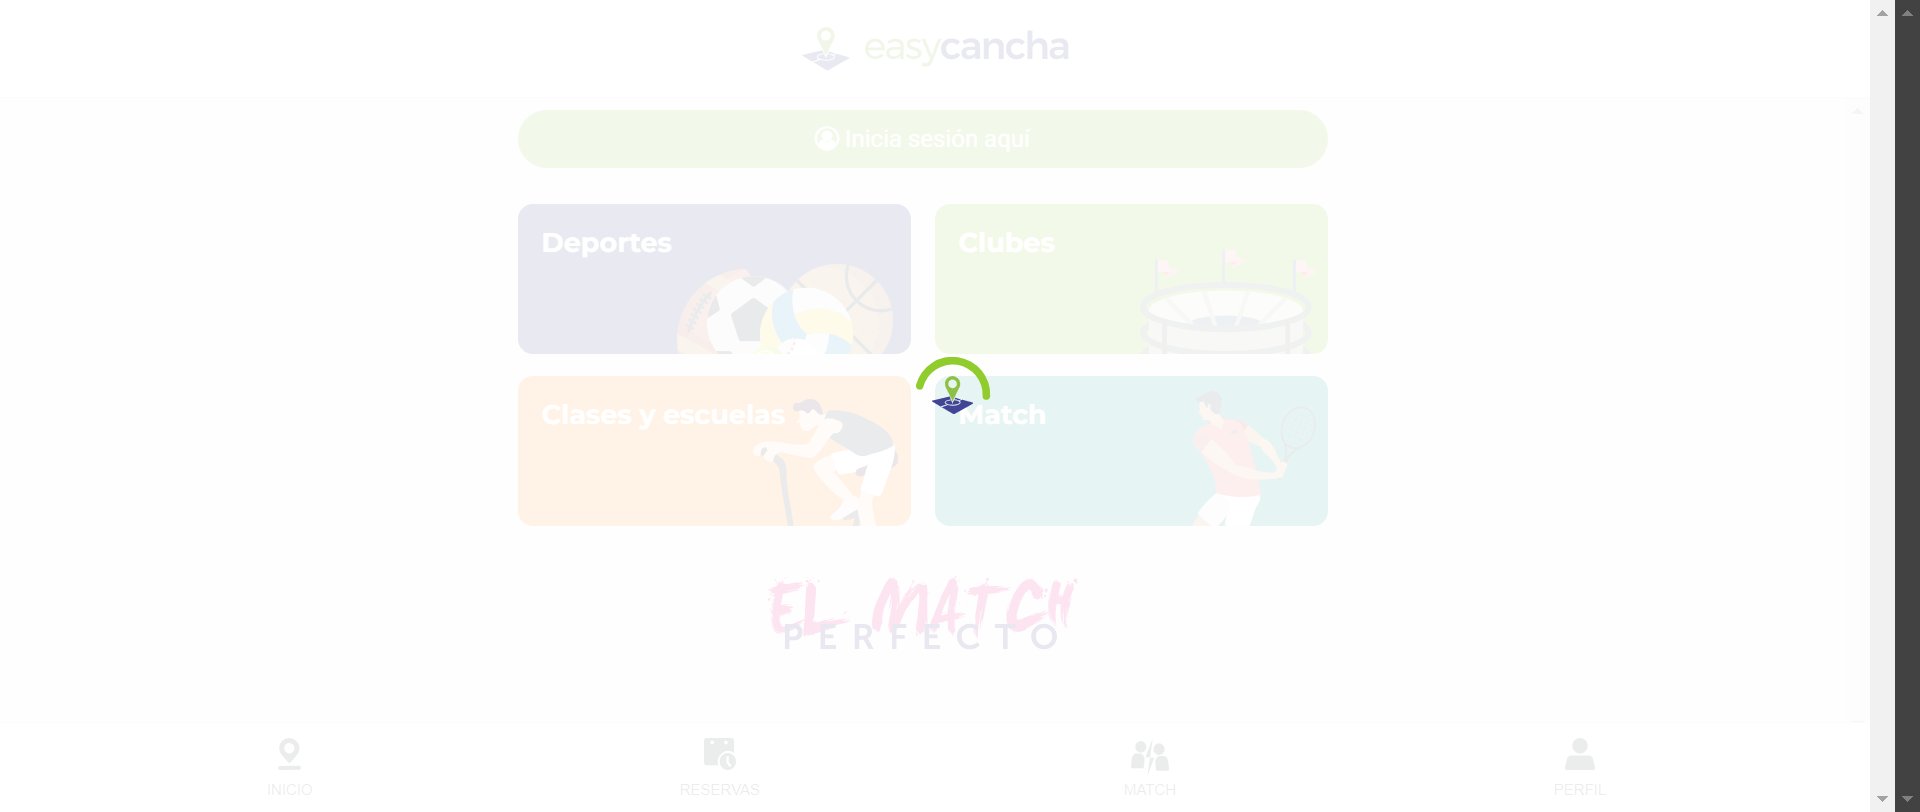 easycancha
Inicia sesión aquí
Deportes
Clubes
Clases y escuelas
Match
EL MATCH
PERFECTO
INICIO
RESERVAS
MATCH
PERFIL